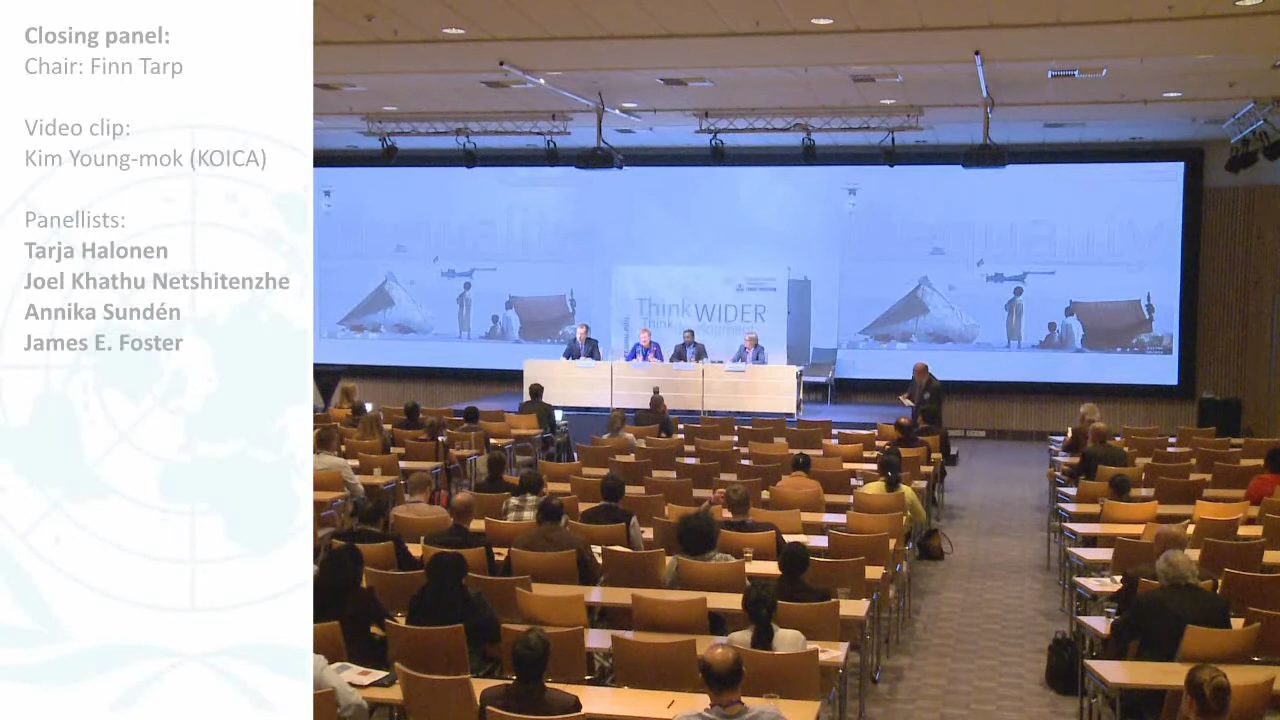 Closing panel:
Chair: Finn Tarp
Video clip:
Kim Young-mok (KOICA)
Panellists:
Tarja Halonen
Joel Khathu Netshitenzhe
Annika Sundén
James E. Foster
Think WIDER
Think